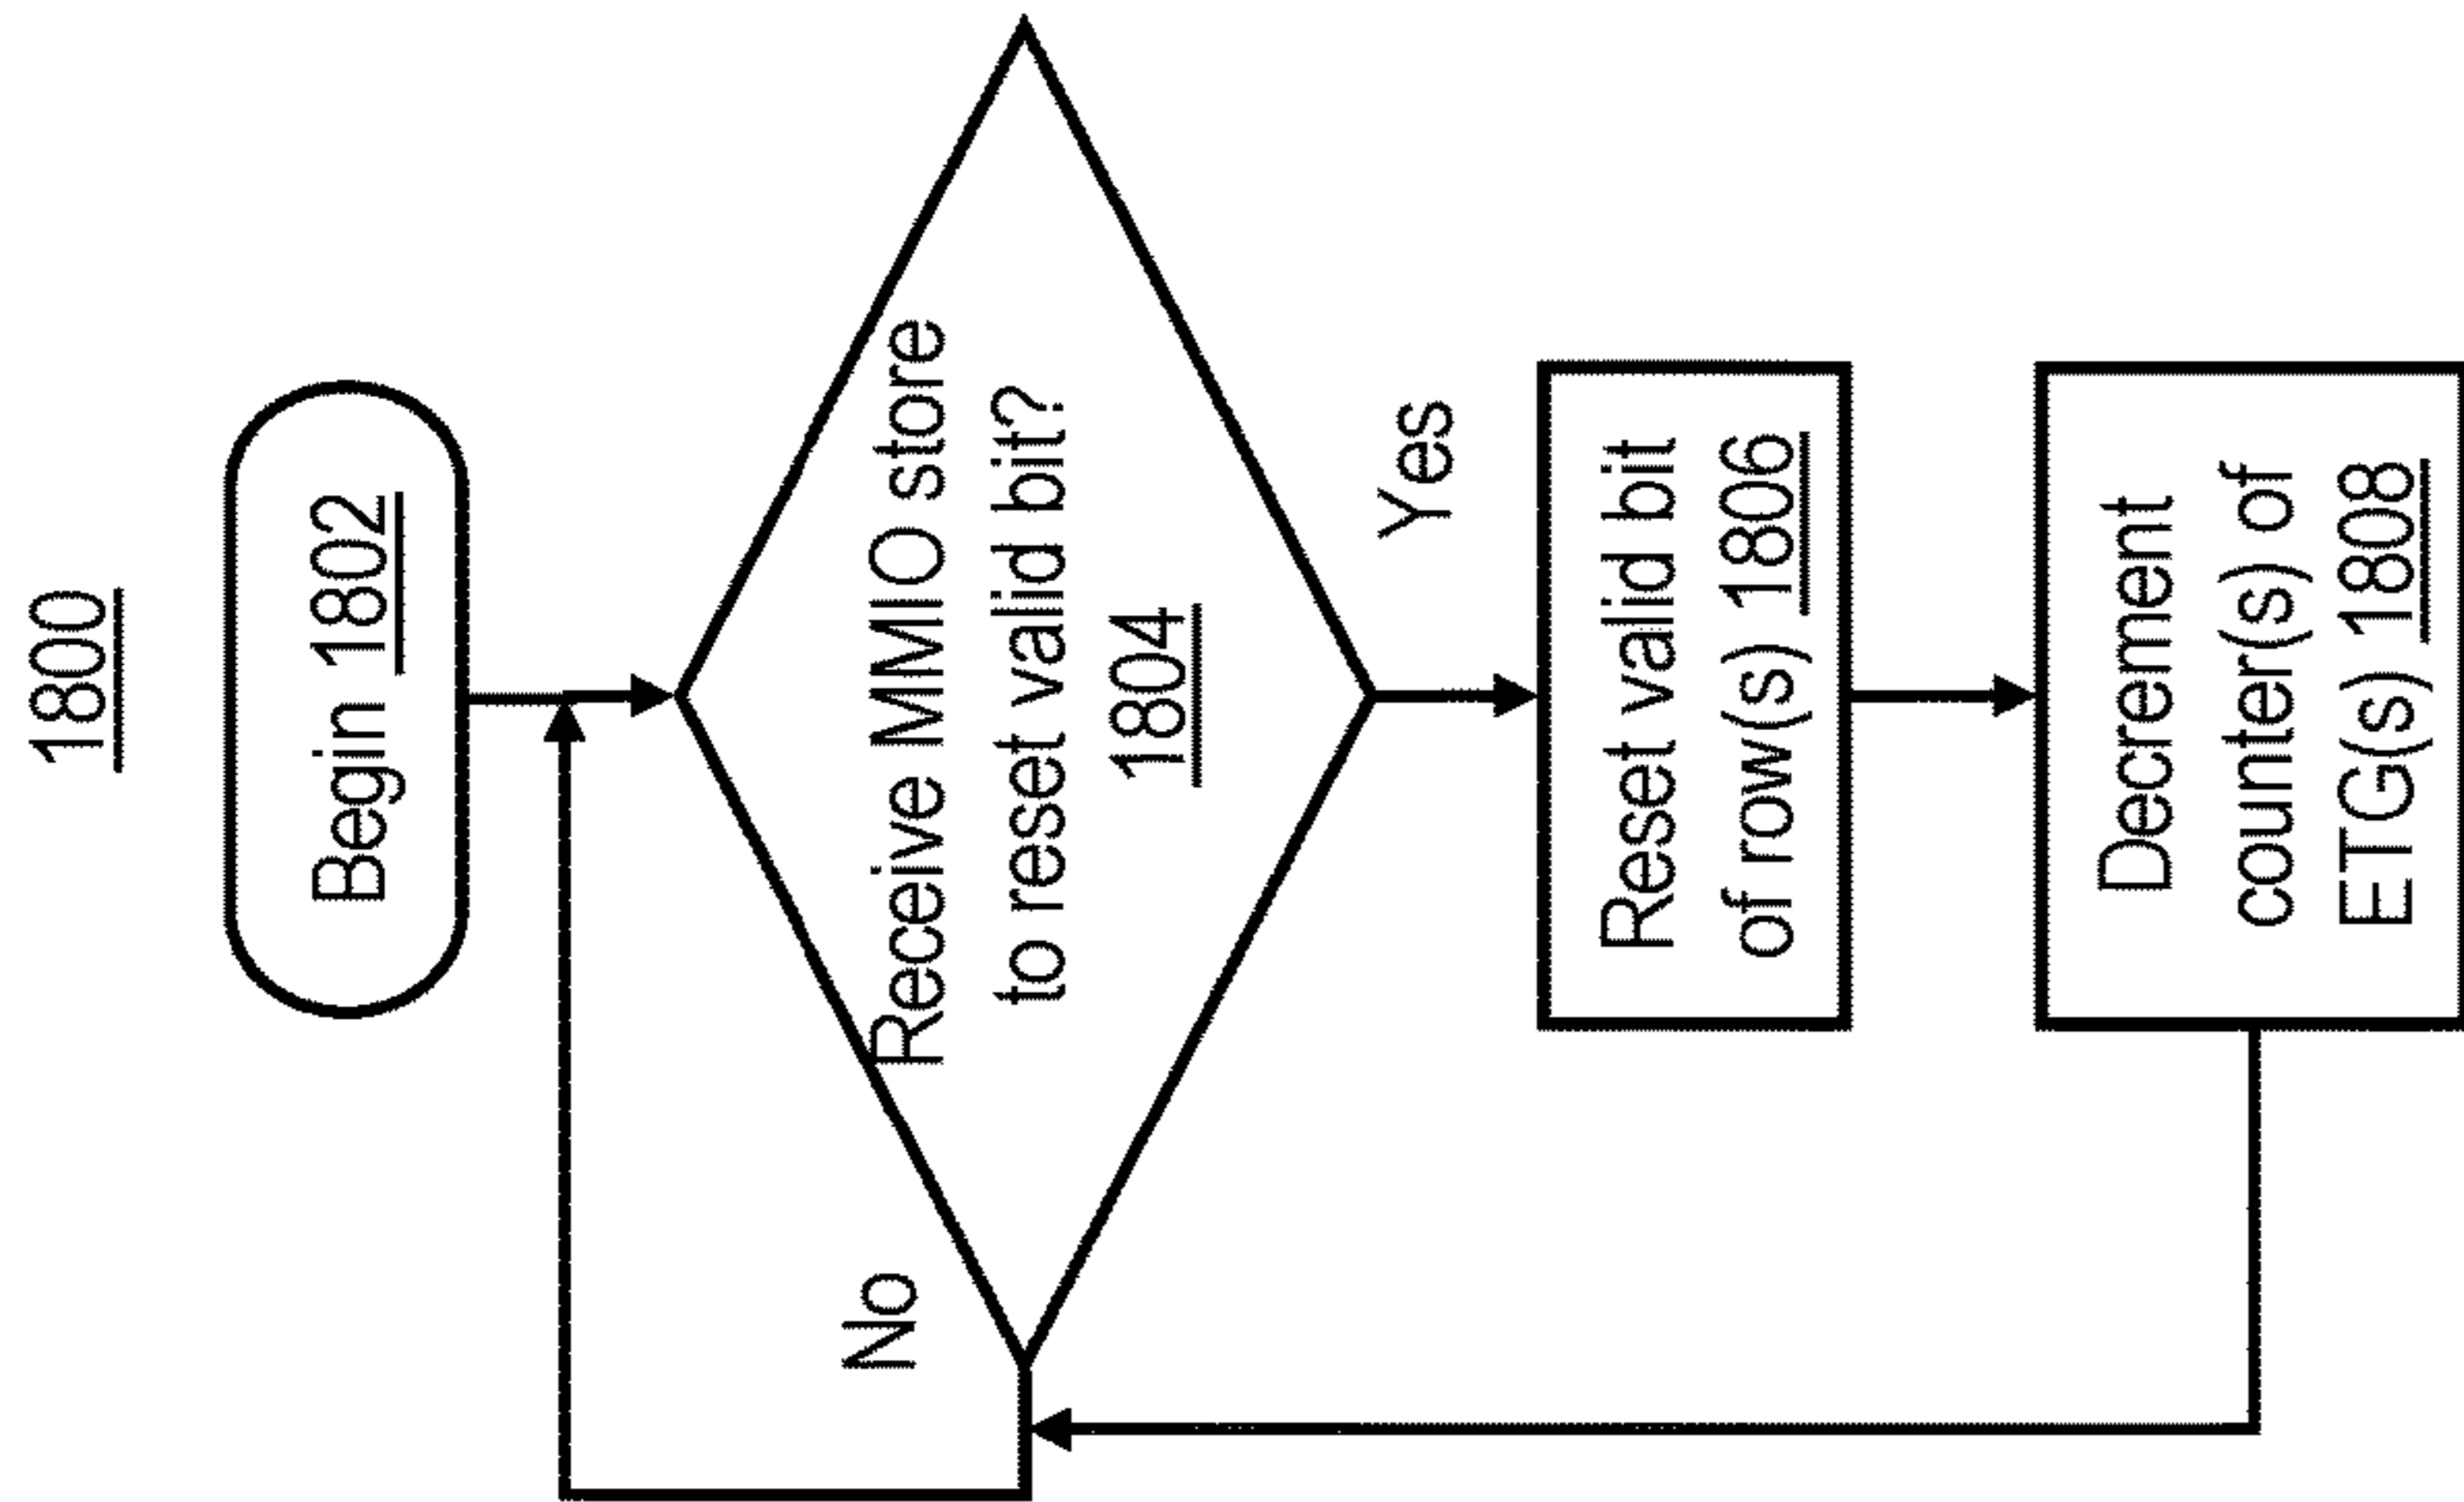 1800
Begin 1802
Receive MMIO store
to reset valid bit?
1804
No
Yes
Reset valid bit
of row(s) 1806
Decrement
counter(s) of
ETG(s) 1808